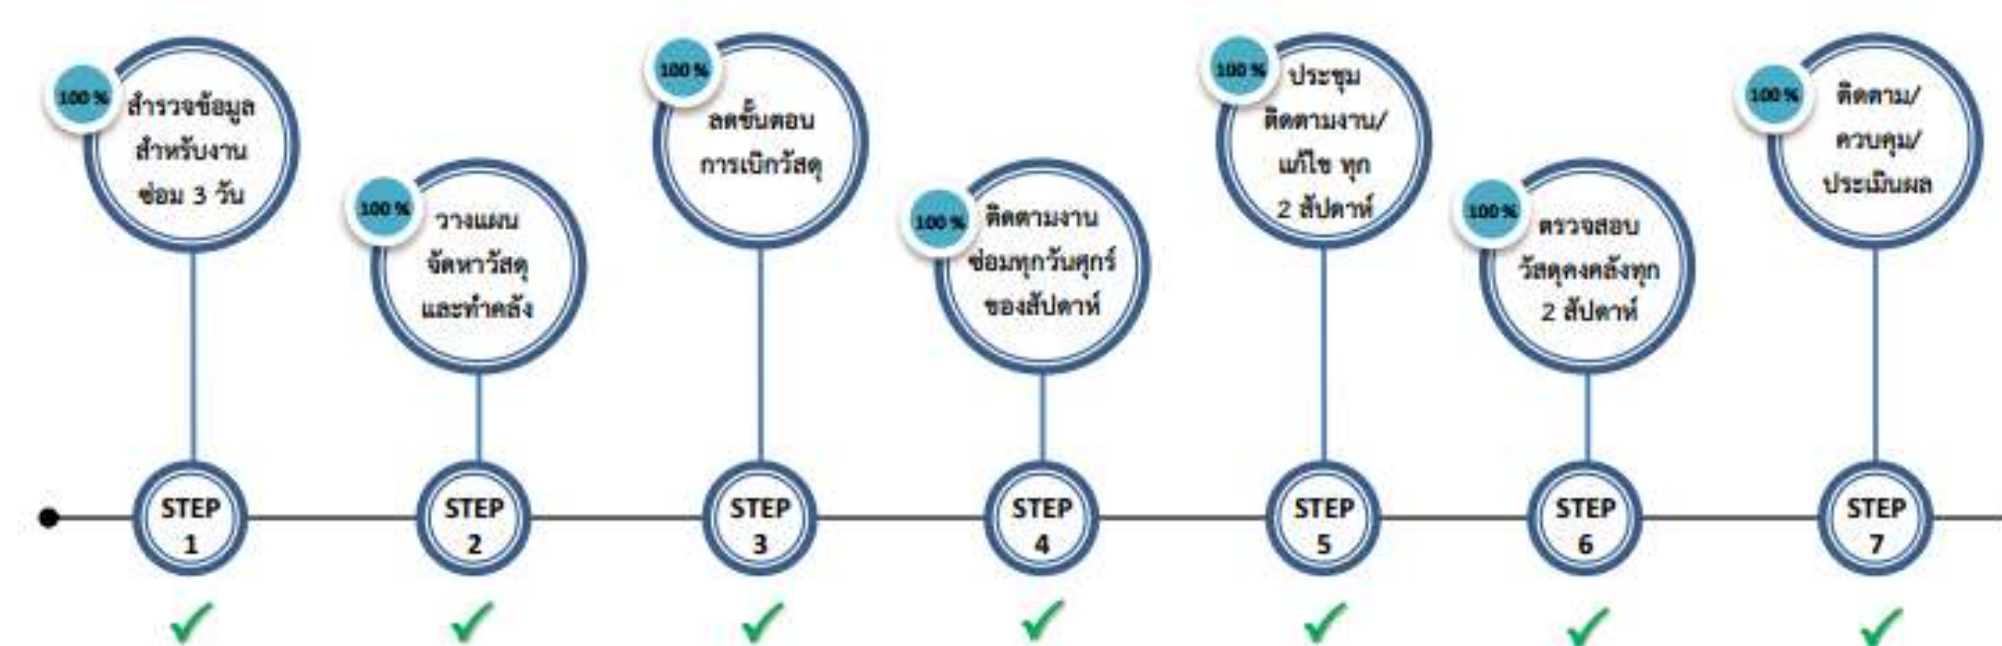 100 %
สำรวจข้อมูล
สำหรับงาน
ซ่อม 3 วัน
STEP
1
100 %
วางแผน
จัดหาวัสดุ
และทำคลัง
STEP
2
100 %
ลดขั้นตอน
การเบิกวัสดุ
STEP
3
100 %
ติดตามงาน
ซ่อมทุกวันศุกร์
ของสัปดาห์
STEP
4
100 %
ประชุม
ติดตามงาน/
แก้ไข ทุก
2 สัปดาห์
STEP
5
100 %
ตรวจสอบ
วัสดุคงคลังทุก
2 สัปดาห์
STEP
6
100 %
ติดตาม/
ควบคุม/
ประเมินผล
STEP
7